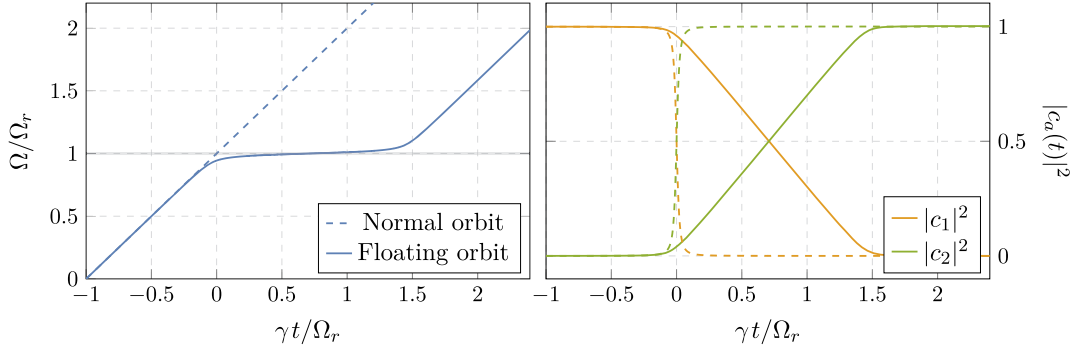 2
1.5
1
0.5
0
Ω/Ω_r
−1 −0.5 0 0.5 1 1.5 2
γ t/Ω_r
Normal orbit
Floating orbit
1
0.5
0
|c_a(t)|²
−1 −0.5 0 0.5 1 1.5 2
γ t/Ω_r
|c_1|²
|c_2|²